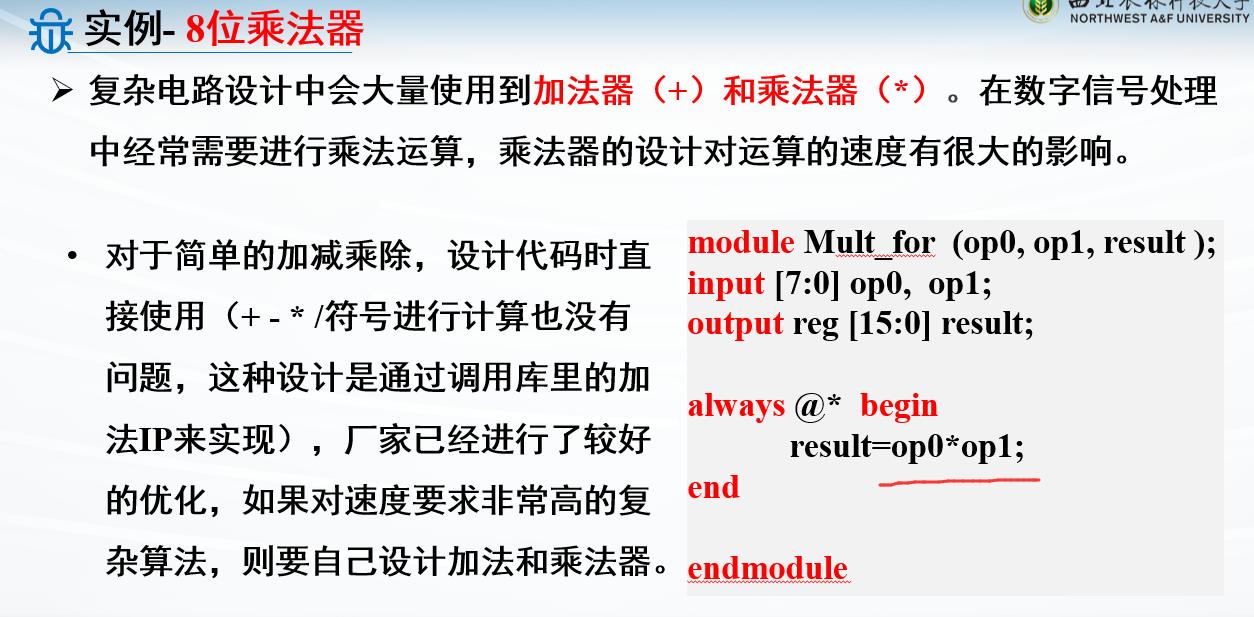 实例- 8位乘法器
NORTHWEST A&F UNIVERSITY
➢ 复杂电路设计中会大量使用到加法器（+）和乘法器（*）。在数字信号处理
中经常需要进行乘法运算，乘法器的设计对运算的速度有很大的影响。
• 对于简单的加减乘除，设计代码时直
接使用（+ - * /符号进行计算也没有
问题，这种设计是通过调用库里的加
法IP来实现），厂家已经进行了较好
的优化，如果对速度要求非常高的复
杂算法，则要自己设计加法和乘法器。
module Mult_for (op0, op1, result );
input [7:0] op0, op1;
output reg [15:0] result;
always @* begin
result=op0*op1;
end
endmodule